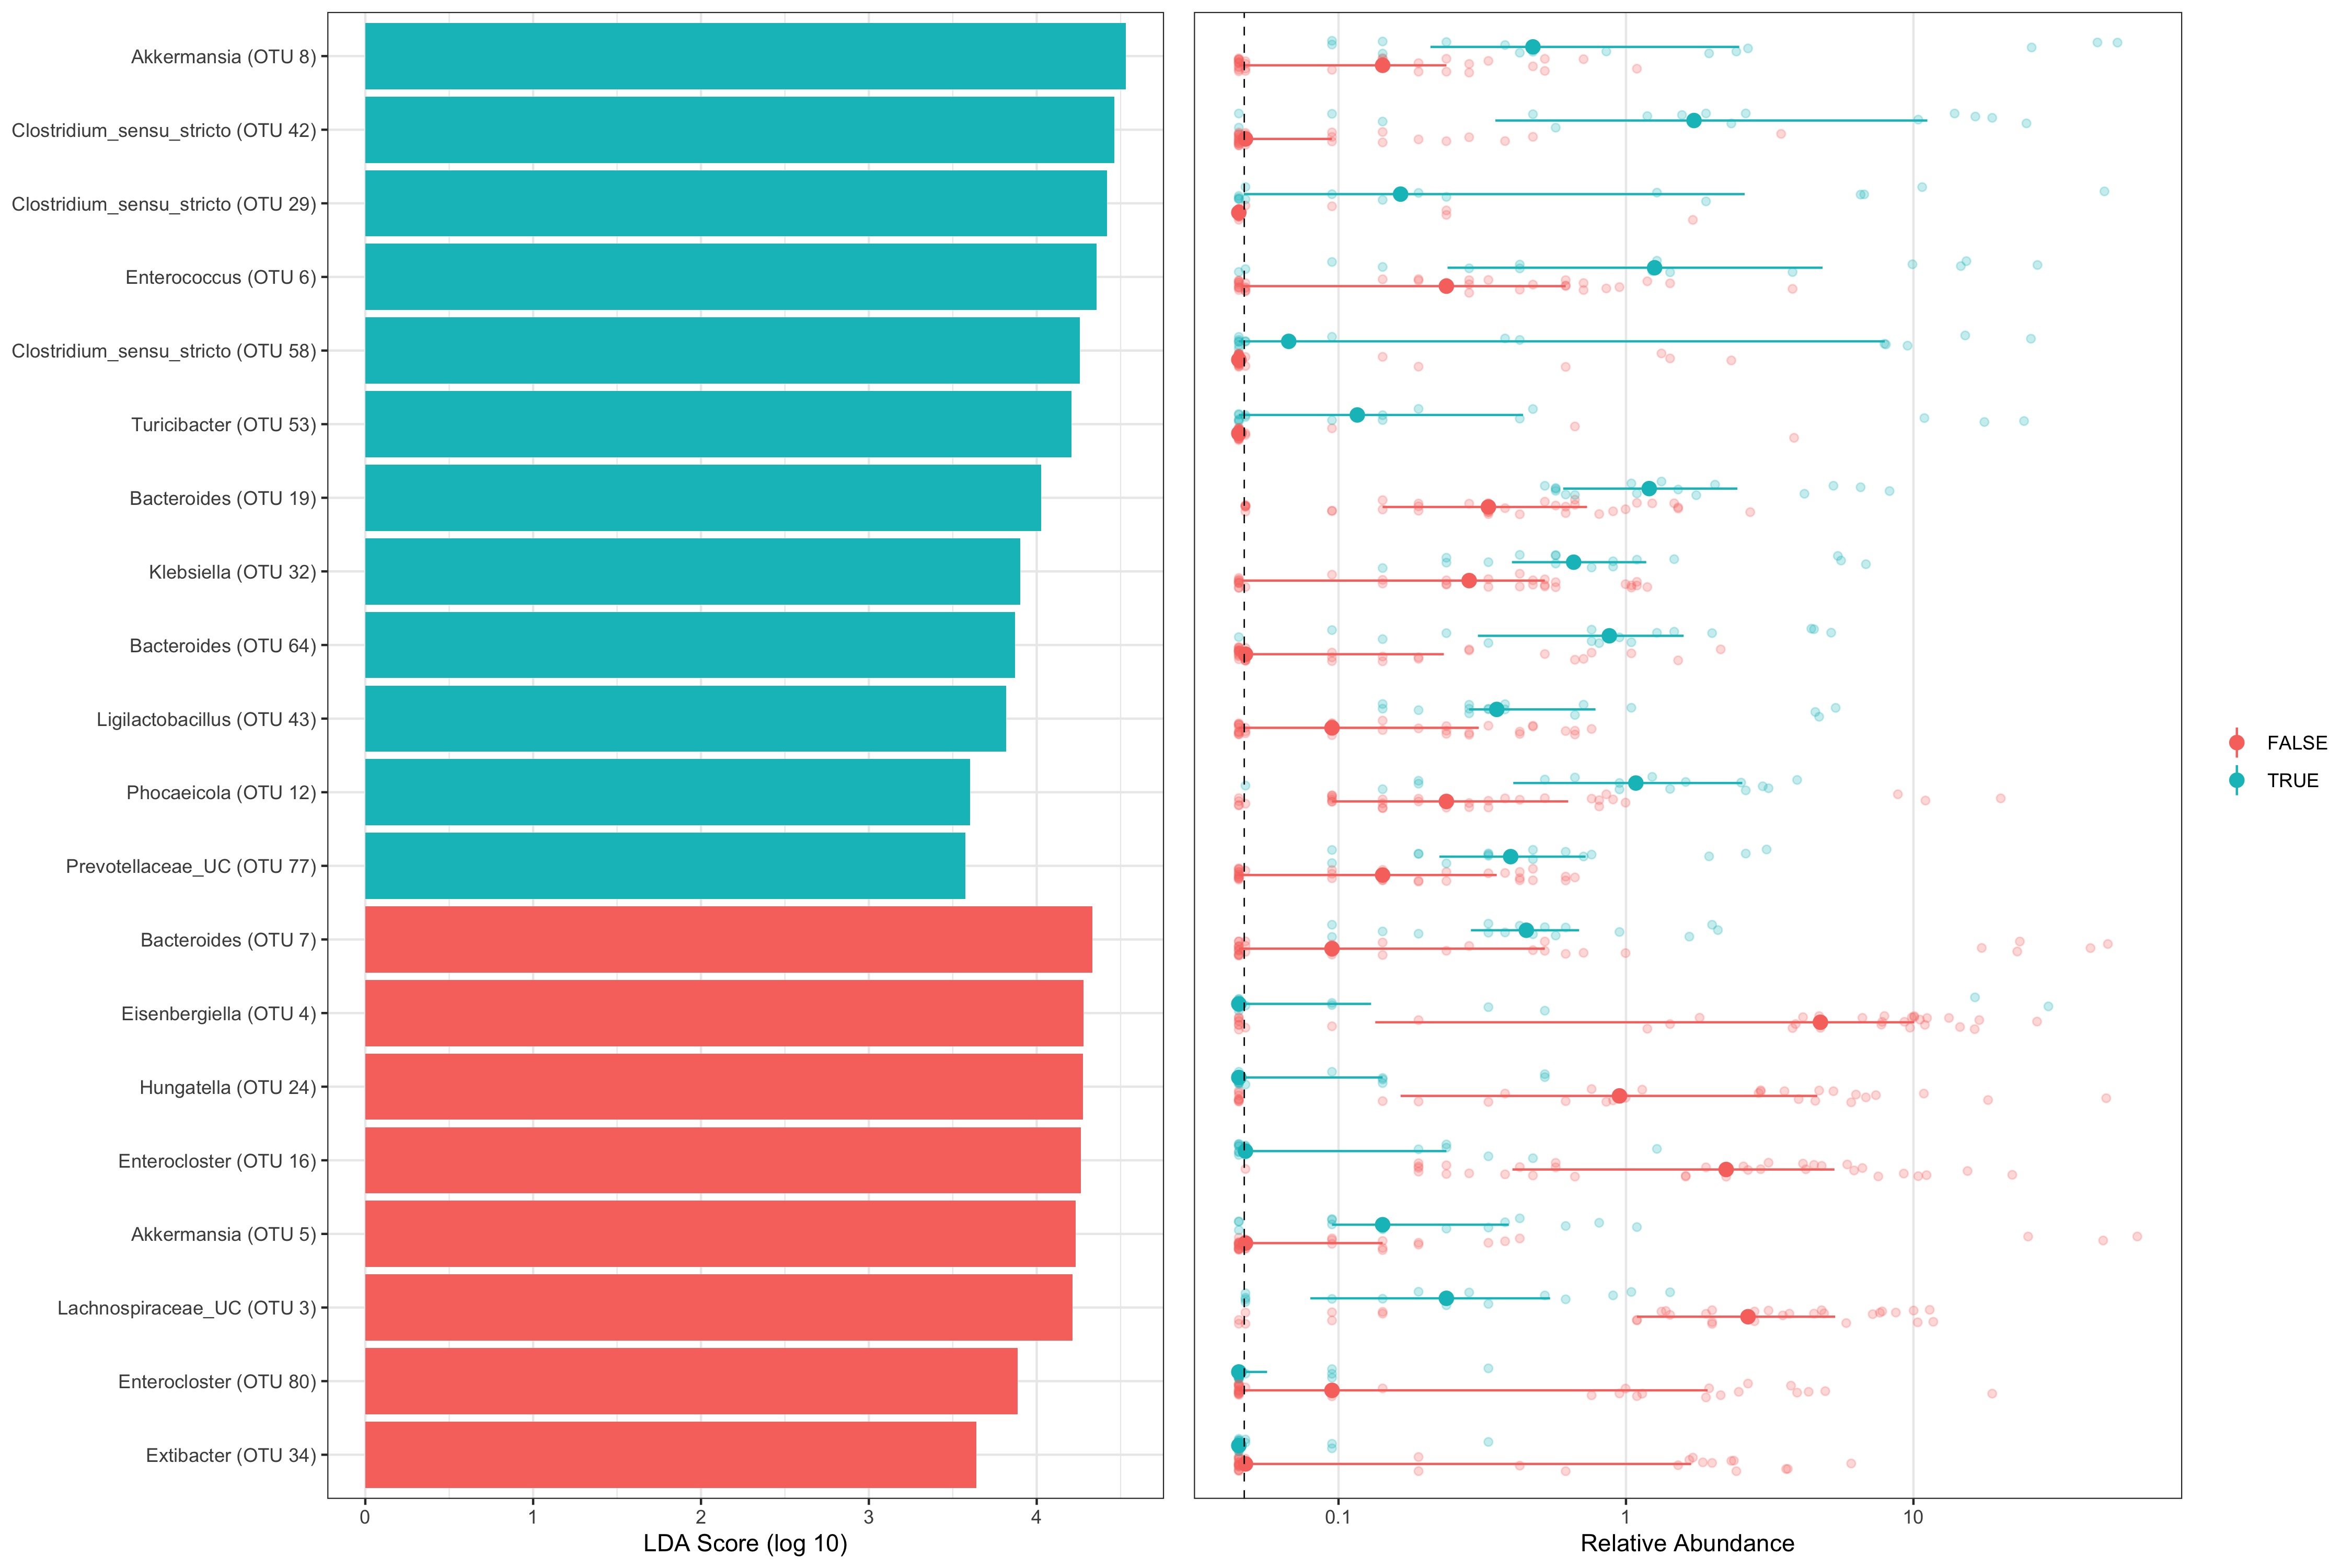 Akkermansia (OTU 8)
Clostridium_sensu_stricto (OTU 42)
Clostridium_sensu_stricto (OTU 29)
Enterococcus (OTU 6)
Clostridium_sensu_stricto (OTU 58)
Turicibacter (OTU 53)
Bacteroides (OTU 19)
Klebsiella (OTU 32)
Bacteroides (OTU 64)
Ligilactobacillus (OTU 43)
Phocaeicola (OTU 12)
Prevotellaceae_UC (OTU 77)
Bacteroides (OTU 7)
Eisenbergiella (OTU 4)
Hungatella (OTU 24)
Enterocloster (OTU 16)
Akkermansia (OTU 5)
Lachnospiraceae_UC (OTU 3)
Enterocloster (OTU 80)
Extibacter (OTU 34)
0 1 2 3 4
LDA Score (log 10)
0.1 1 10
Relative Abundance
FALSE
TRUE